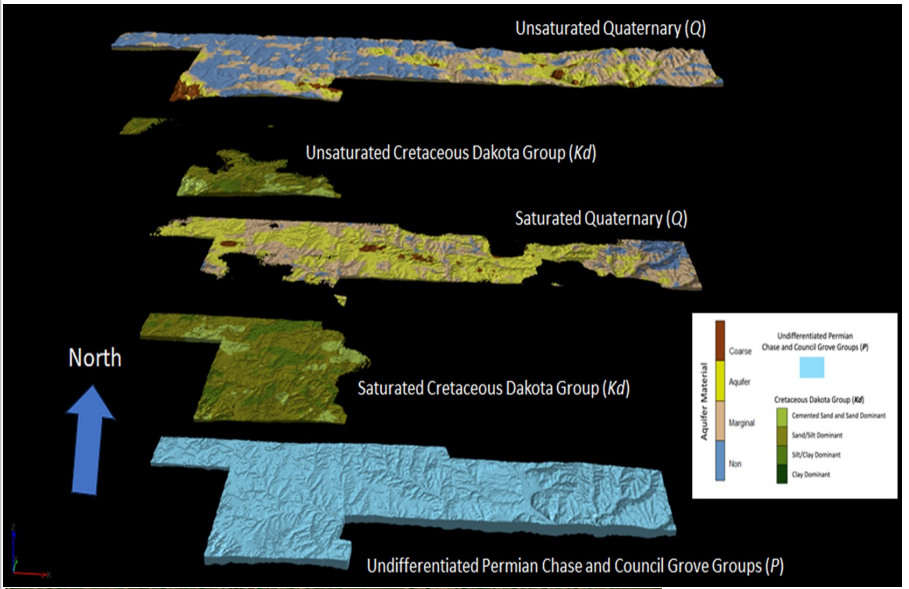 Unsaturated Quaternary (Q)
Unsaturated Cretaceous Dakota Group (Kd)
Saturated Quaternary (Q)
North
Saturated Cretaceous Dakota Group (Kd)
Undifferentiated Permian Chase and Council Grove Groups (P)
Aquifer Material
Coarse
Aquifer
Marginal
Non
Undifferentiated Permian
Chase and Council Grove Groups (P)
Cretaceous Dakota Group (Kd)
Cemented Sand and Sand Dominant
Sand/Silt Dominant
Silt/Clay Dominant
Clay Dominant